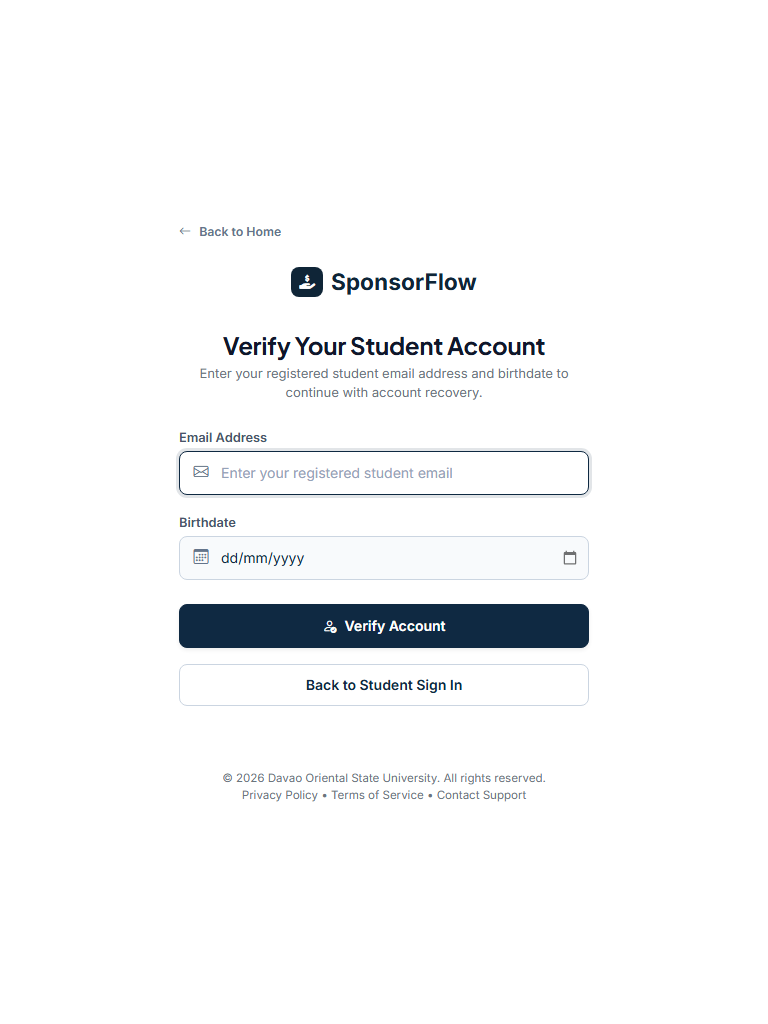 Back to Home
SponsorFlow
Verify Your Student Account
Enter your registered student email address and birthdate to
continue with account recovery.
Email Address
Enter your registered student email
Birthdate
dd/mm/yyyy
Verify Account
Back to Student Sign In
© 2026 Davao Oriental State University. All rights reserved.
Privacy Policy • Terms of Service • Contact Support